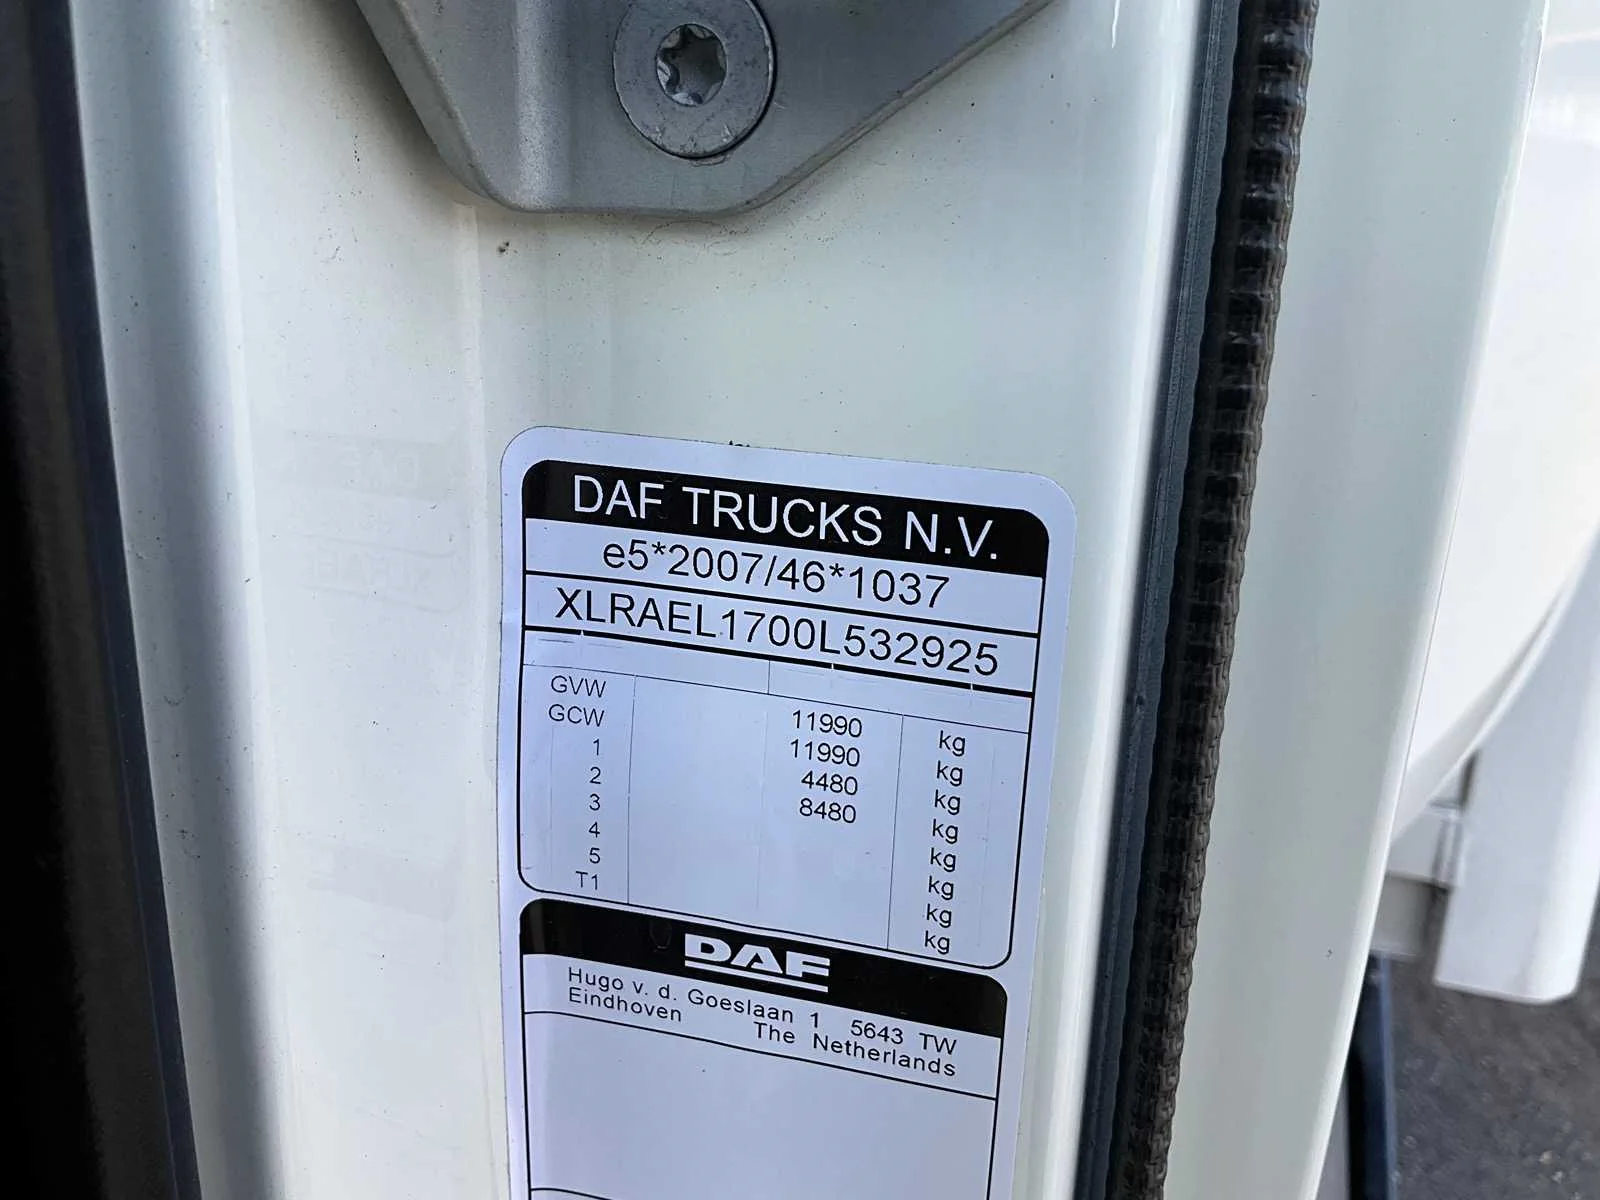 DAF TRUCKS N.V.
e5*2007/46*1037
XLRAEL1700L532925
GVW 11990 kg
GCW 11990 kg
1 4480 kg
2 8480 kg
3 kg
4 kg
5 kg
T1 kg
DAF
Hugo v. d. Goeslaan 1 5643 TW
Eindhoven The Netherlands